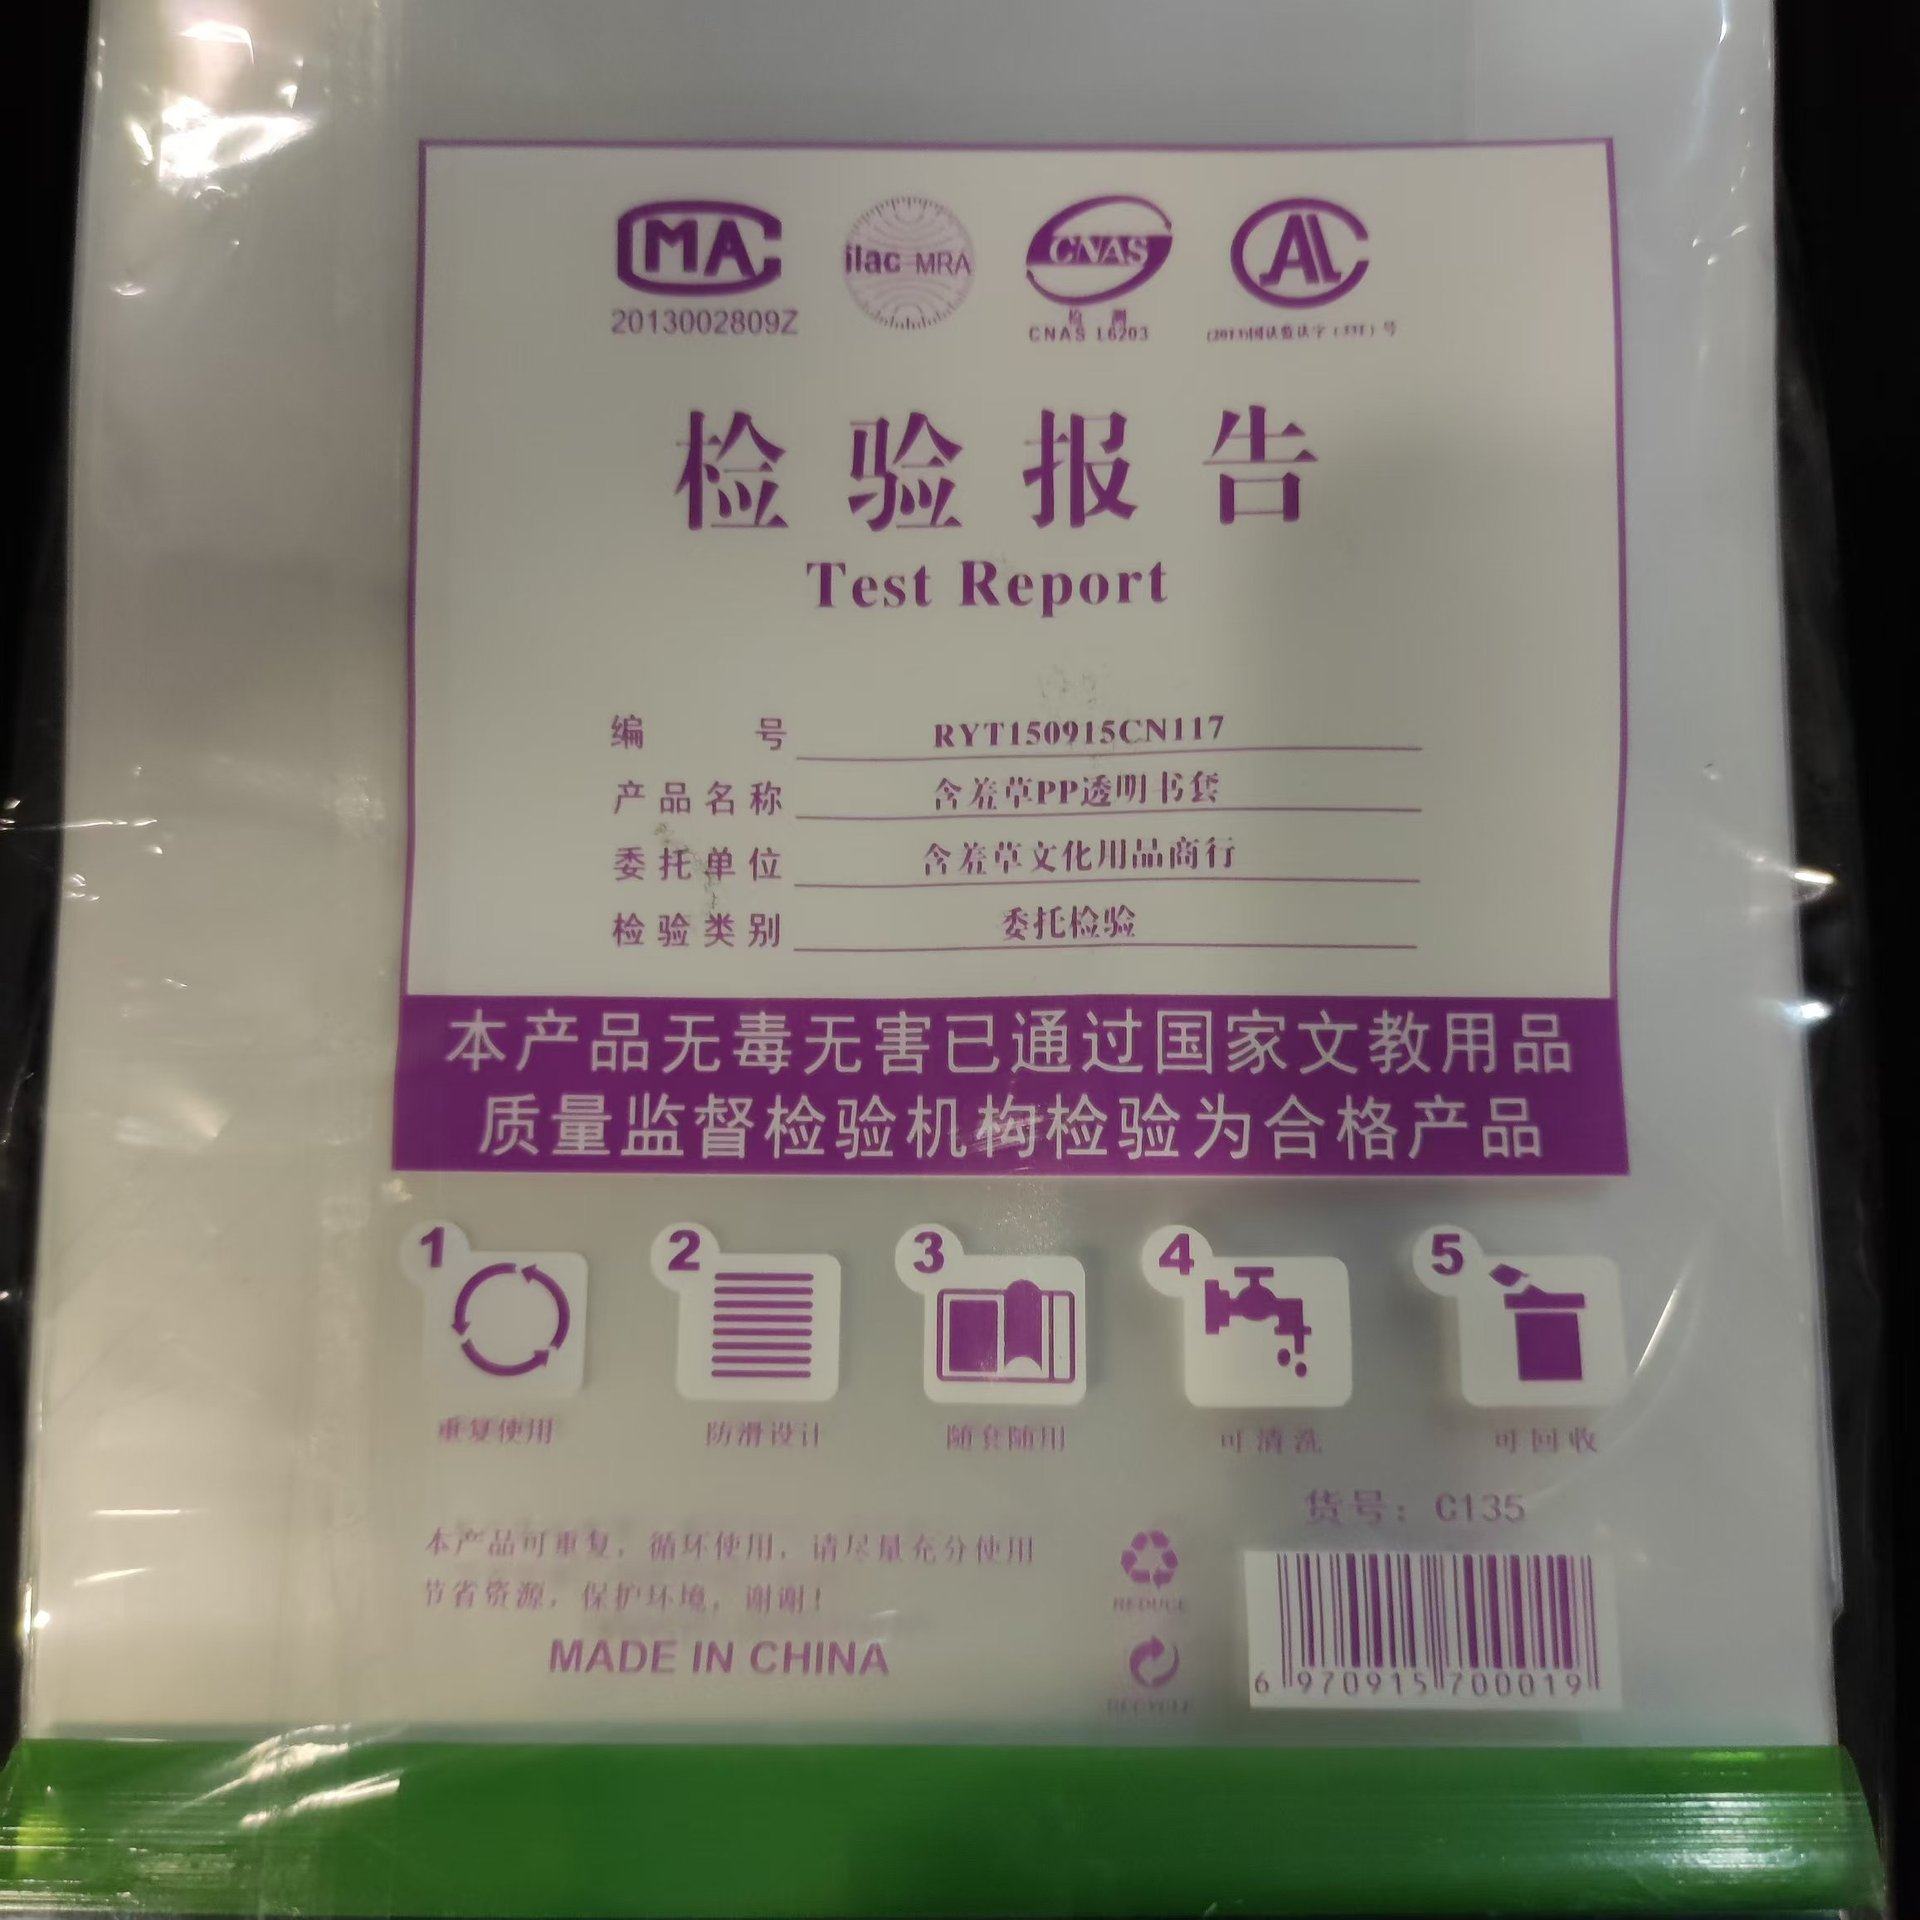 MA
ilac-MRA
CNAS
AL
2013002809Z
检 测
CNAS L6203
检验报告
Test Report
编 号 RYT150915CN117
产品名称 含羞草PP透明书套
委托单位 含羞草文化用品商行
检验类别 委托检验
本产品无毒无害已通过国家文教用品
质量监督检验机构检验为合格产品
1 2 3 4 5
重复使用 防滑设计 随套随用 可清洗 可回收
货号：C135
本产品可重复，循环使用，请尽量充分使用
节省资源，保护环境，谢谢！
MADE IN CHINA
REDUCE
RECYCLE
6 970915 700019